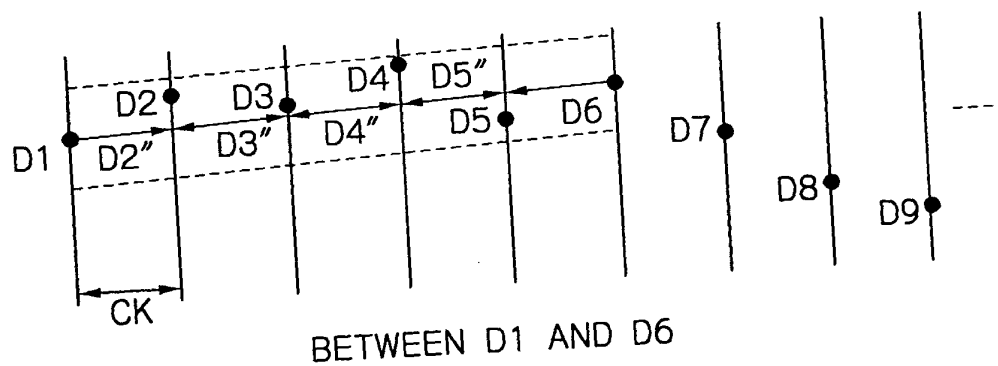 D4 D5″
D2 D3 D6
D5 D7
D1 D2″ D3″ D4″
D8 D9
CK
BETWEEN D1 AND D6